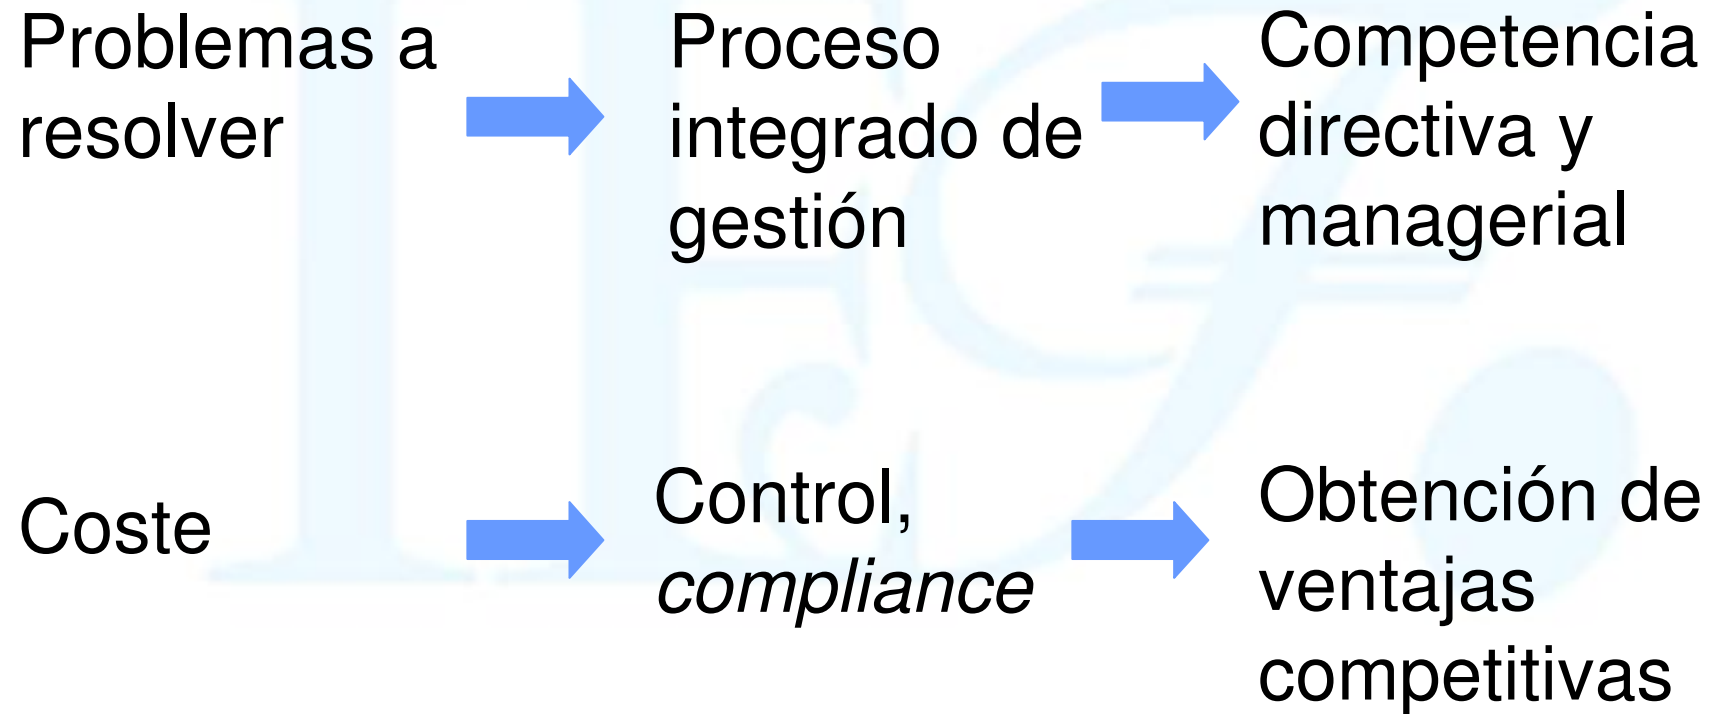 Problemas a
resolver
Proceso
integrado de
gestión
Competencia
directiva y
managerial
Coste
Control,
compliance
Obtención de
ventajas
competitivas